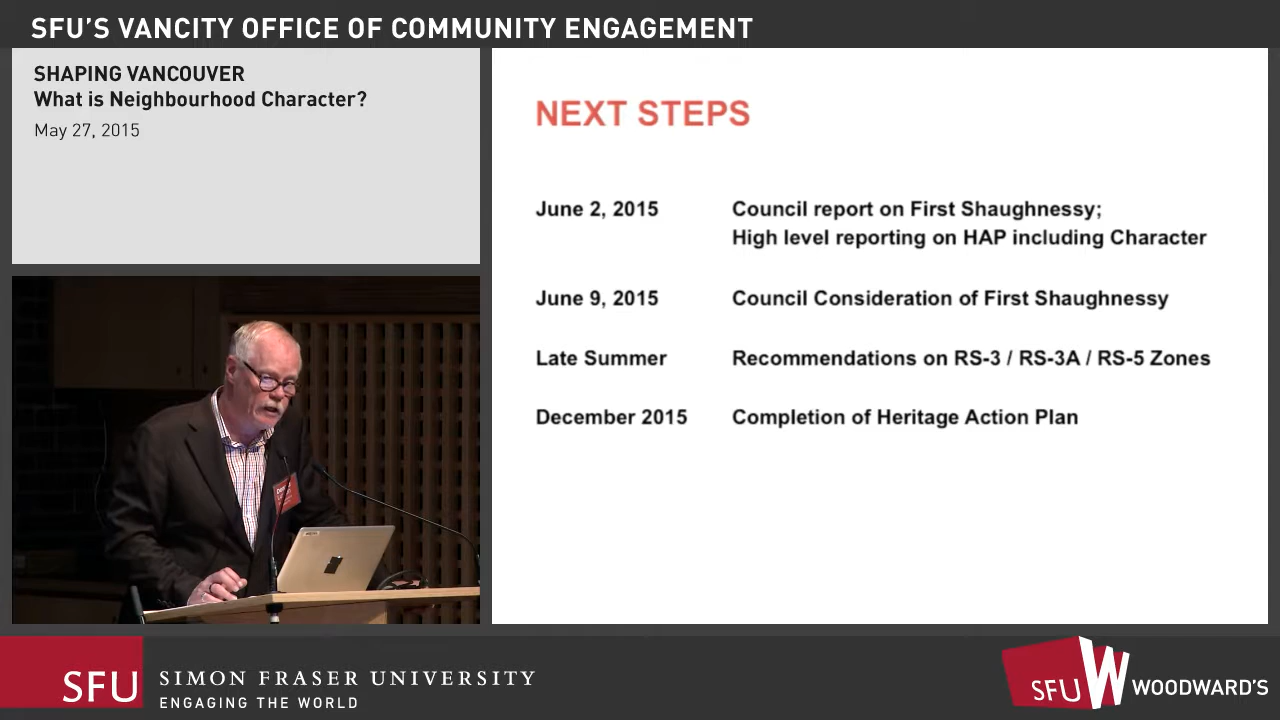 SFU'S VANCITY OFFICE OF COMMUNITY ENGAGEMENT
SHAPING VANCOUVER
What is Neighbourhood Character?
May 27, 2015
NEXT STEPS
June 2, 2015 Council report on First Shaughnessy;
High level reporting on HAP including Character
June 9, 2015 Council Consideration of First Shaughnessy
Late Summer Recommendations on RS-3 / RS-3A / RS-5 Zones
December 2015 Completion of Heritage Action Plan
SFU SIMON FRASER UNIVERSITY
ENGAGING THE WORLD
SFU W WOODWARD'S